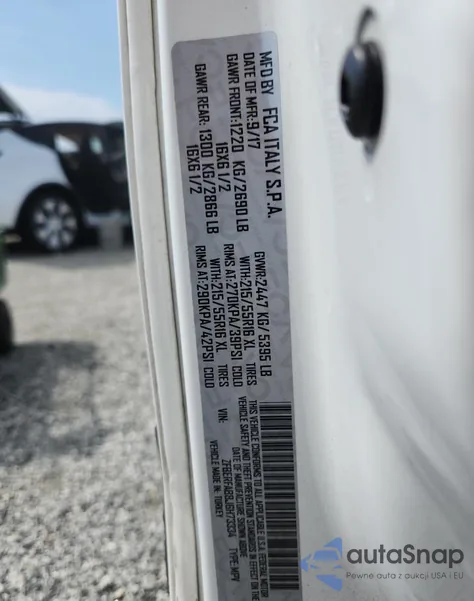 MFD BY FCA ITALY S.P.A.
DATE OF MFR:9/17 GVWR:2447 KG/5395 LB
GAWR FRONT:1220 KG/2690 LB WITH:215/55R16 XL TIRES
16X6 1/2 RIMS AT:270KPA/39PSI COLD
GAWR REAR: 1300 KG/2866 LB WITH:215/55R16 XL TIRES
16X6 1/2 RIMS AT:290KPA/42PSI COLD
THIS VEHICLE CONFORMS TO ALL APPLICABLE U.S.A. FEDERAL MOTOR
VEHICLE SAFETY AND THEFT PREVENTION STANDARDS IN EFFECT ON
THE DATE OF MANUFACTURE SHOWN ABOVE.
VIN: TYPE:MPV
VEHICLE MADE IN: TURKEY
autoSnap
Pewne auta z aukcji USA i EU